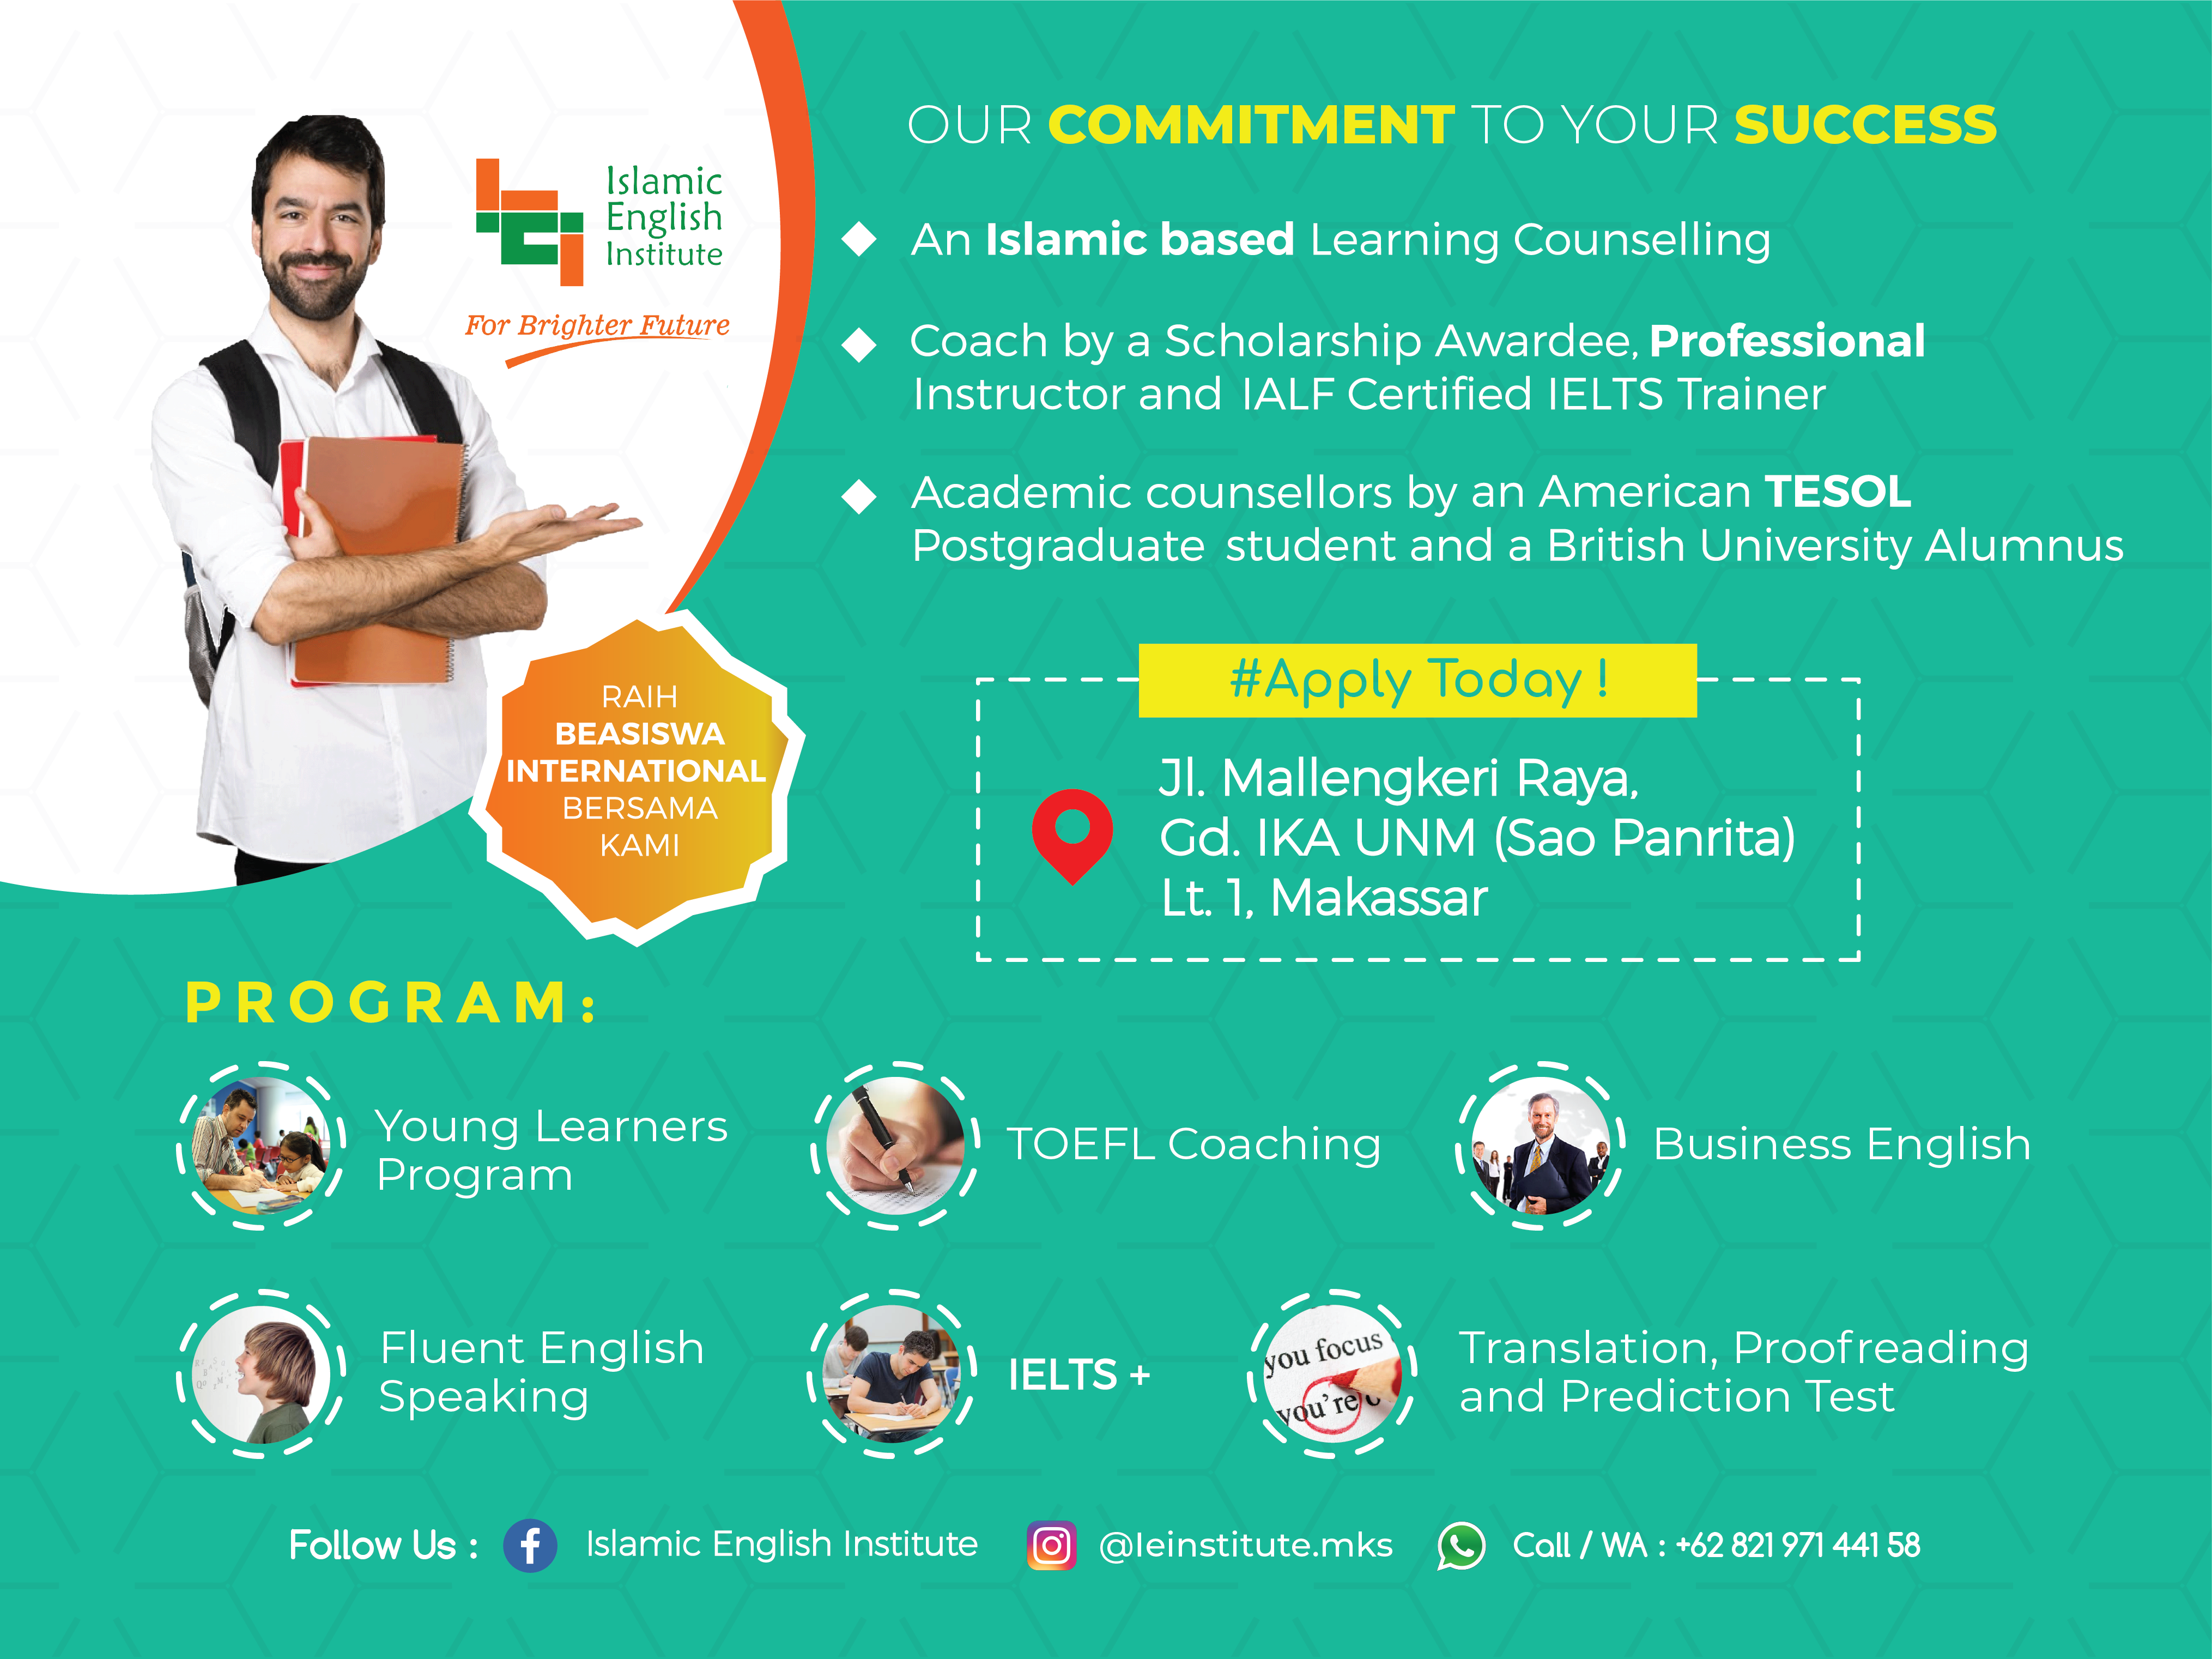 Islamic
English
Institute
For Brighter Future
OUR COMMITMENT TO YOUR SUCCESS
An Islamic based Learning Counselling
Coach by a Scholarship Awardee, Professional
Instructor and IALF Certified IELTS Trainer
Academic counsellors by an American TESOL
Postgraduate student and a British University Alumnus
RAIH
BEASISWA
INTERNATIONAL
BERSAMA
KAMI
#Apply Today !
Jl. Mallengkeri Raya,
Gd. IKA UNM (Sao Panrita)
Lt. 1, Makassar
PROGRAM:
Young Learners
Program
TOEFL Coaching
Business English
Fluent English
Speaking
IELTS +
you focus
you're
Translation, Proofreading
and Prediction Test
Follow Us :
Islamic English Institute
@Ieinstitute.mks
Call / WA : +62 821 971 441 58